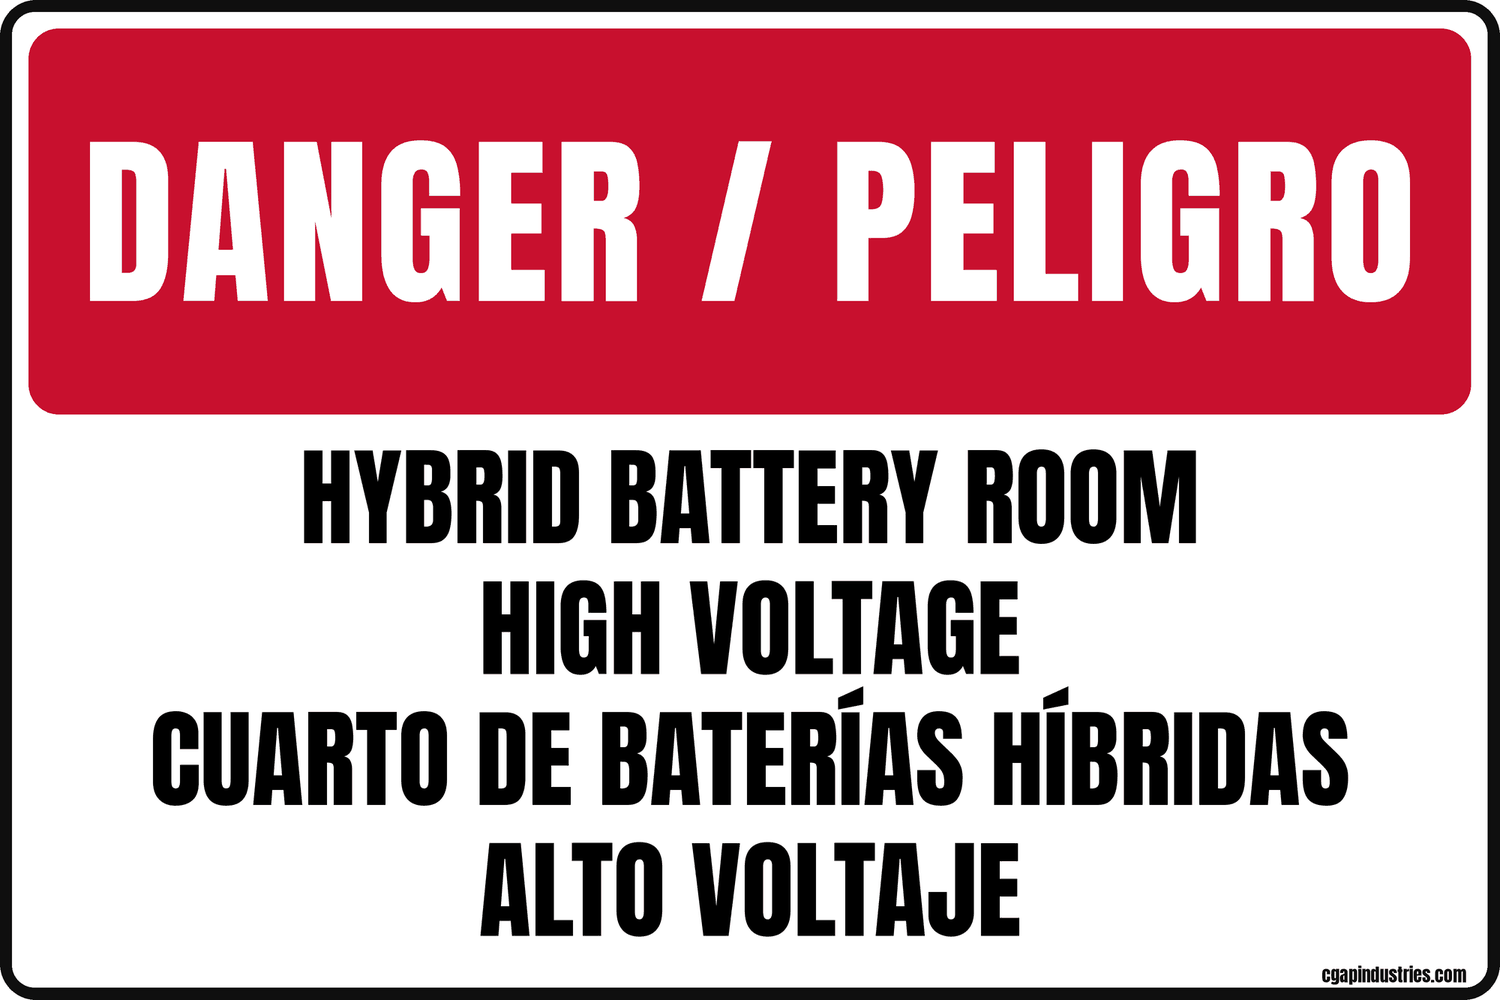 DANGER / PELIGRO
HYBRID BATTERY ROOM
HIGH VOLTAGE
CUARTO DE BATERÍAS HÍBRIDAS
ALTO VOLTAJE
cgapindustries.com